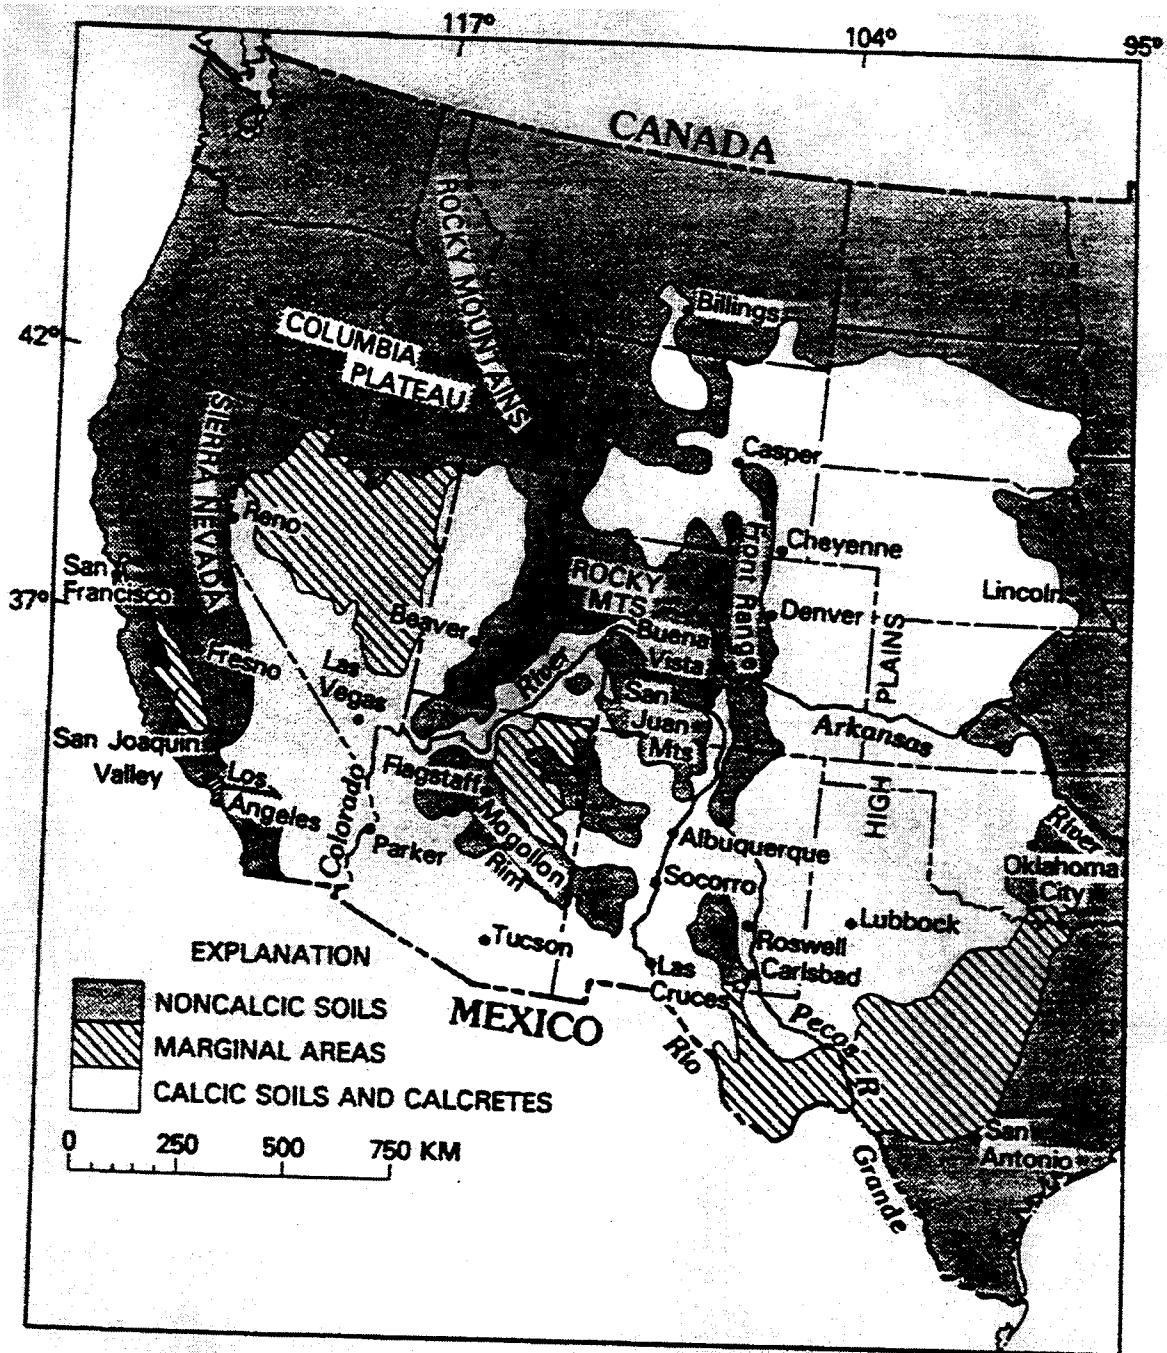 117°
104°
95°
CANADA
ROCKY MOUNTAINS
Billings
42°
COLUMBIA
PLATEAU
SIERRA NEVADA
Casper
Reno
Front Range
Cheyenne
San
Francisco
ROCKY
MTS
Lincoln
37°
Denver
Beaver
Buena
Vista
PLAINS
Fresno
Las
Vegas
River
San
Juan
Mts
Arkansas
San Joaquin
Valley
Los
Angeles
Colorado
Flagstaff
HIGH
Mogollon
Rim
River
Parker
Albuquerque
Oklahoma
City
Socorro
Lubbock
Tucson
Roswell
Carlsbad
Las
Cruces
EXPLANATION
NONCALCIC SOILS
MARGINAL AREAS
CALCIC SOILS AND CALCRETES
MEXICO
Pecos R
Rio
Grande
San
Antonio
0 250 500 750 KM